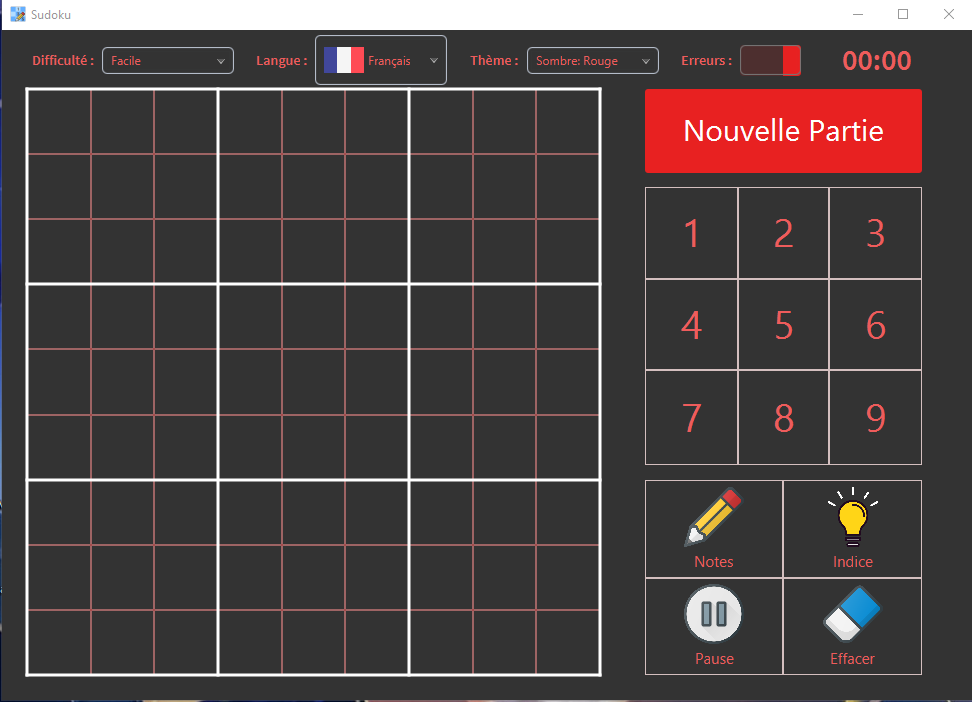 Sudoku
Difficulté : Facile Langue : Français Thème : Sombre: Rouge Erreurs : 00:00
Nouvelle Partie
1 2 3
4 5 6
7 8 9
Notes Indice
Pause Effacer